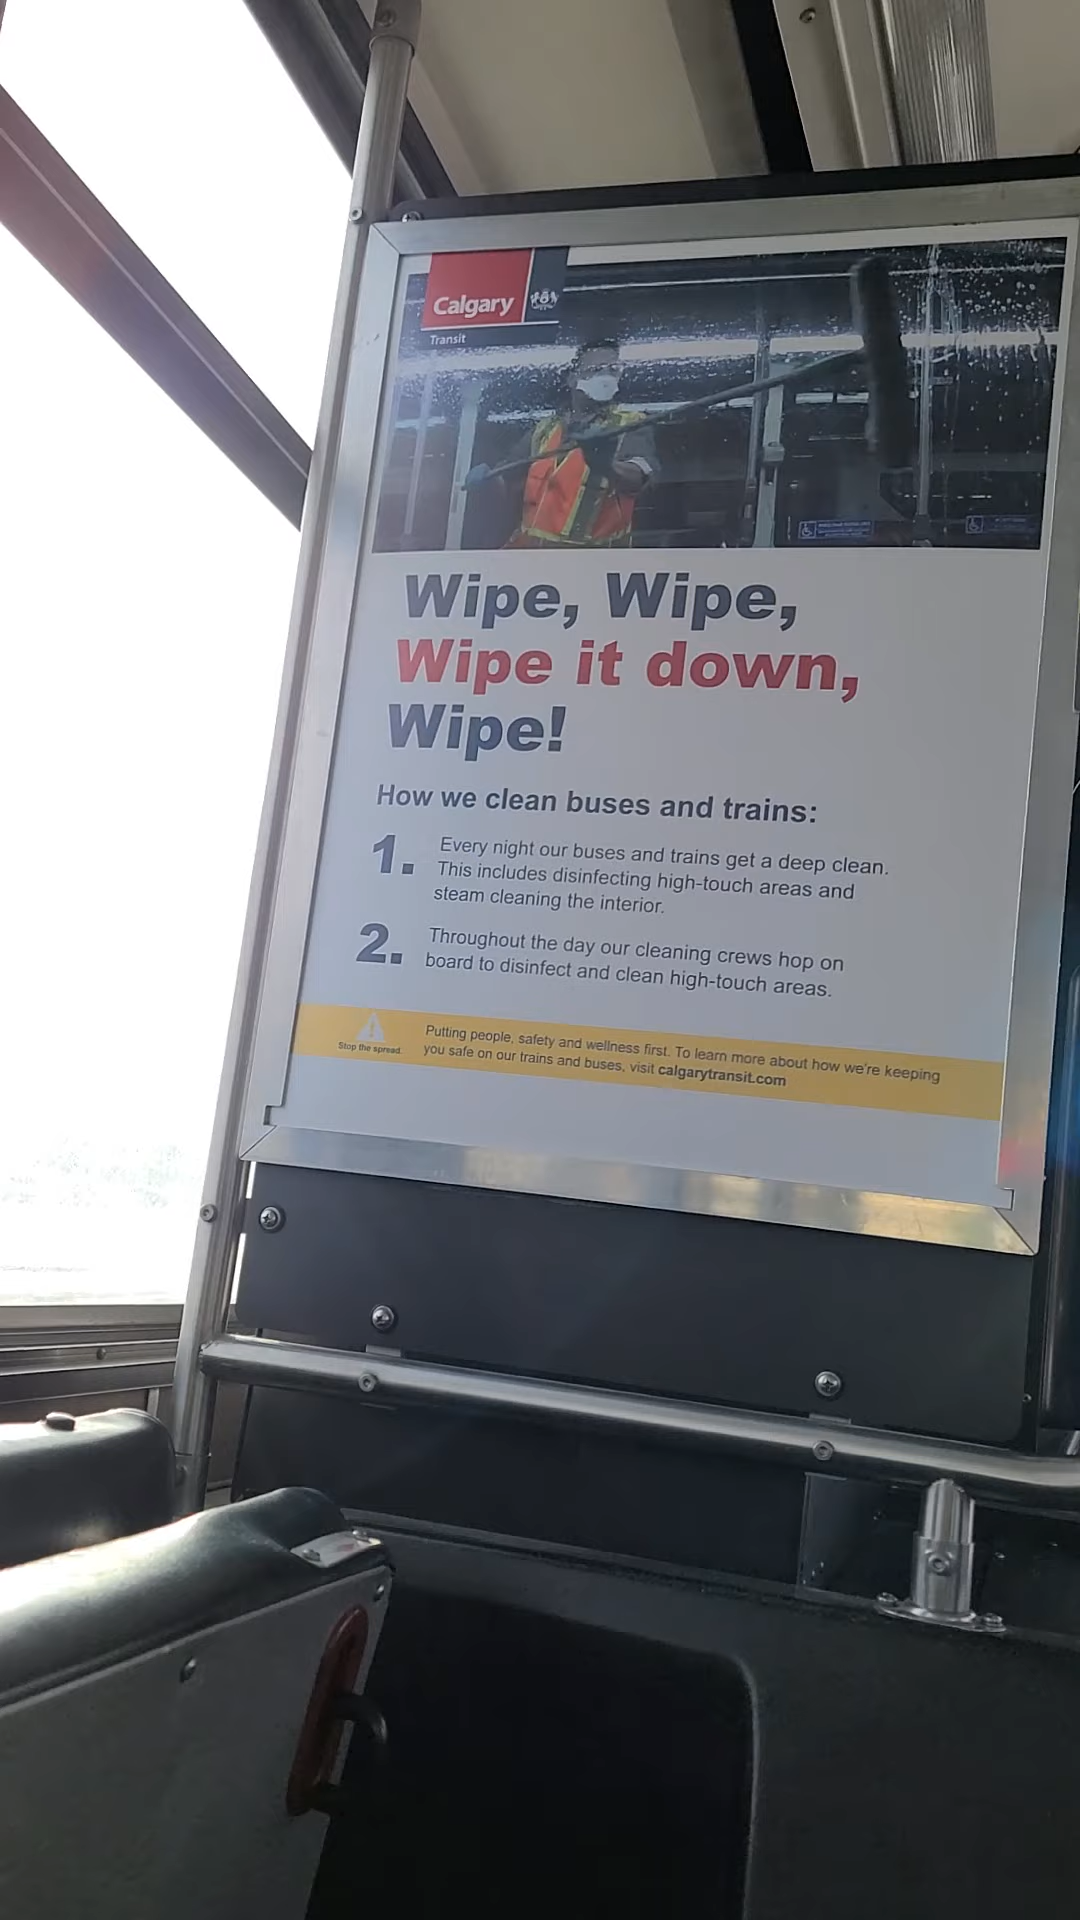 Calgary
Transit
Wipe, Wipe,
Wipe it down,
Wipe!
How we clean buses and trains:
1. Every night our buses and trains get a deep clean.
This includes disinfecting high-touch areas and
steam cleaning the interior.
2. Throughout the day our cleaning crews hop on
board to disinfect and clean high-touch areas.
Stop the spread
Putting people, safety and wellness first. To learn more about how we're keeping
you safe on our trains and buses, visit calgarytransit.com